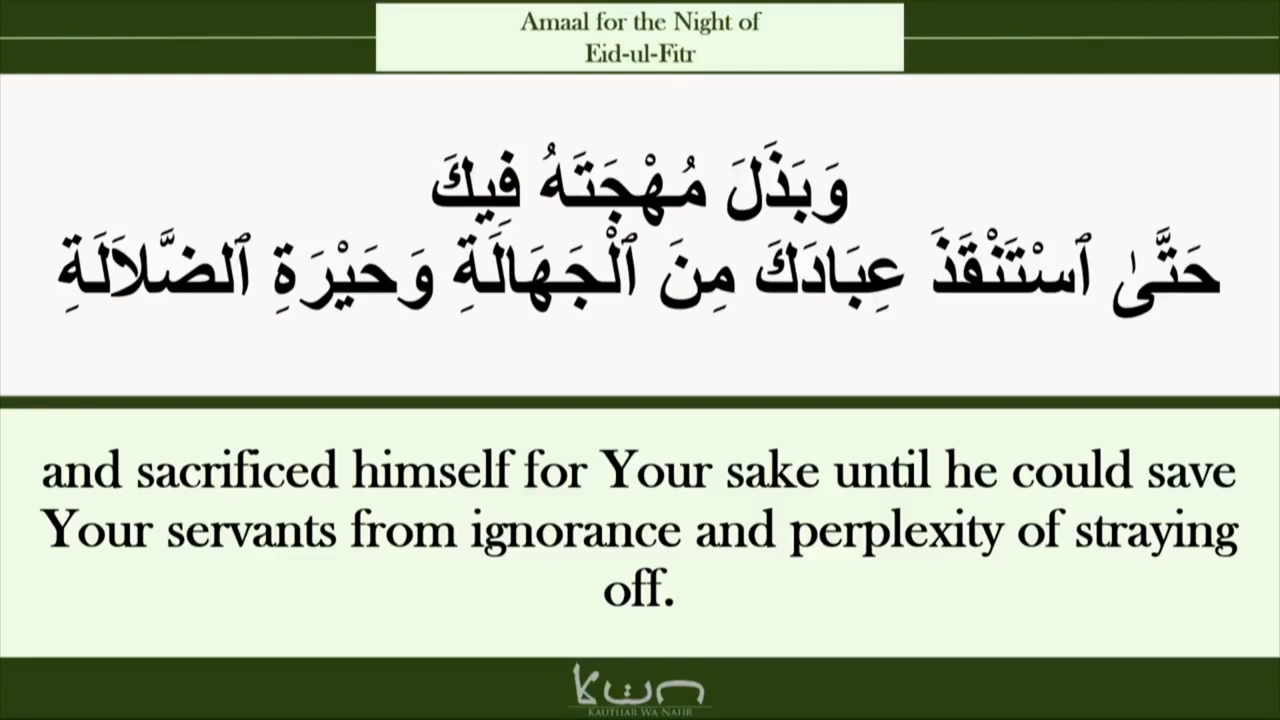 Amaal for the Night of
Eid-ul-Fitr
وَبَذَلَ مُهْجَتَهُ فِيكَ
حَتَّىٰ ٱسْتَنْقَذَ عِبَادَكَ مِنَ ٱلْجَهَالَةِ وَحَيْرَةِ ٱلضَّلاَلَةِ
and sacrificed himself for Your sake until he could save
Your servants from ignorance and perplexity of straying
off.
KAUTHAR WA NAHR